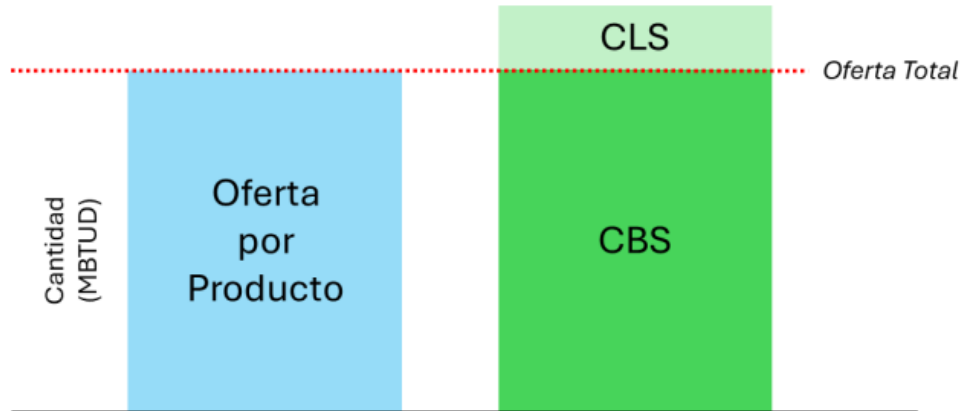 CLS
Oferta Total
Cantidad
(MBTUD)
Oferta
por
Producto
CBS